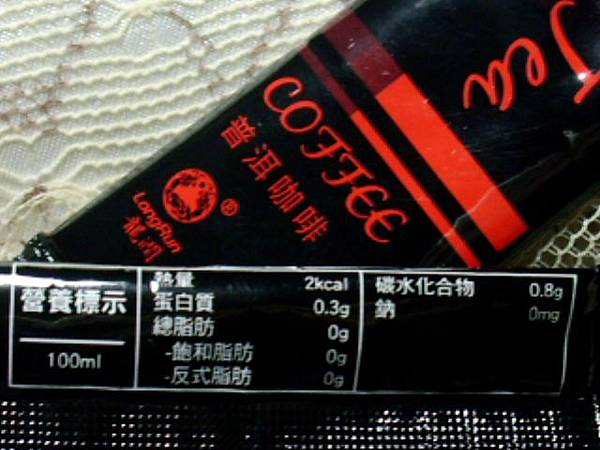 Tea
COFFEE
普洱咖啡
®
LongRun
龍潤
營養標示
100ml
熱量 2kcal
蛋白質 0.3g
總脂肪 0g
-飽和脂肪 0g
-反式脂肪 0g
碳水化合物 0.8g
鈉 0mg